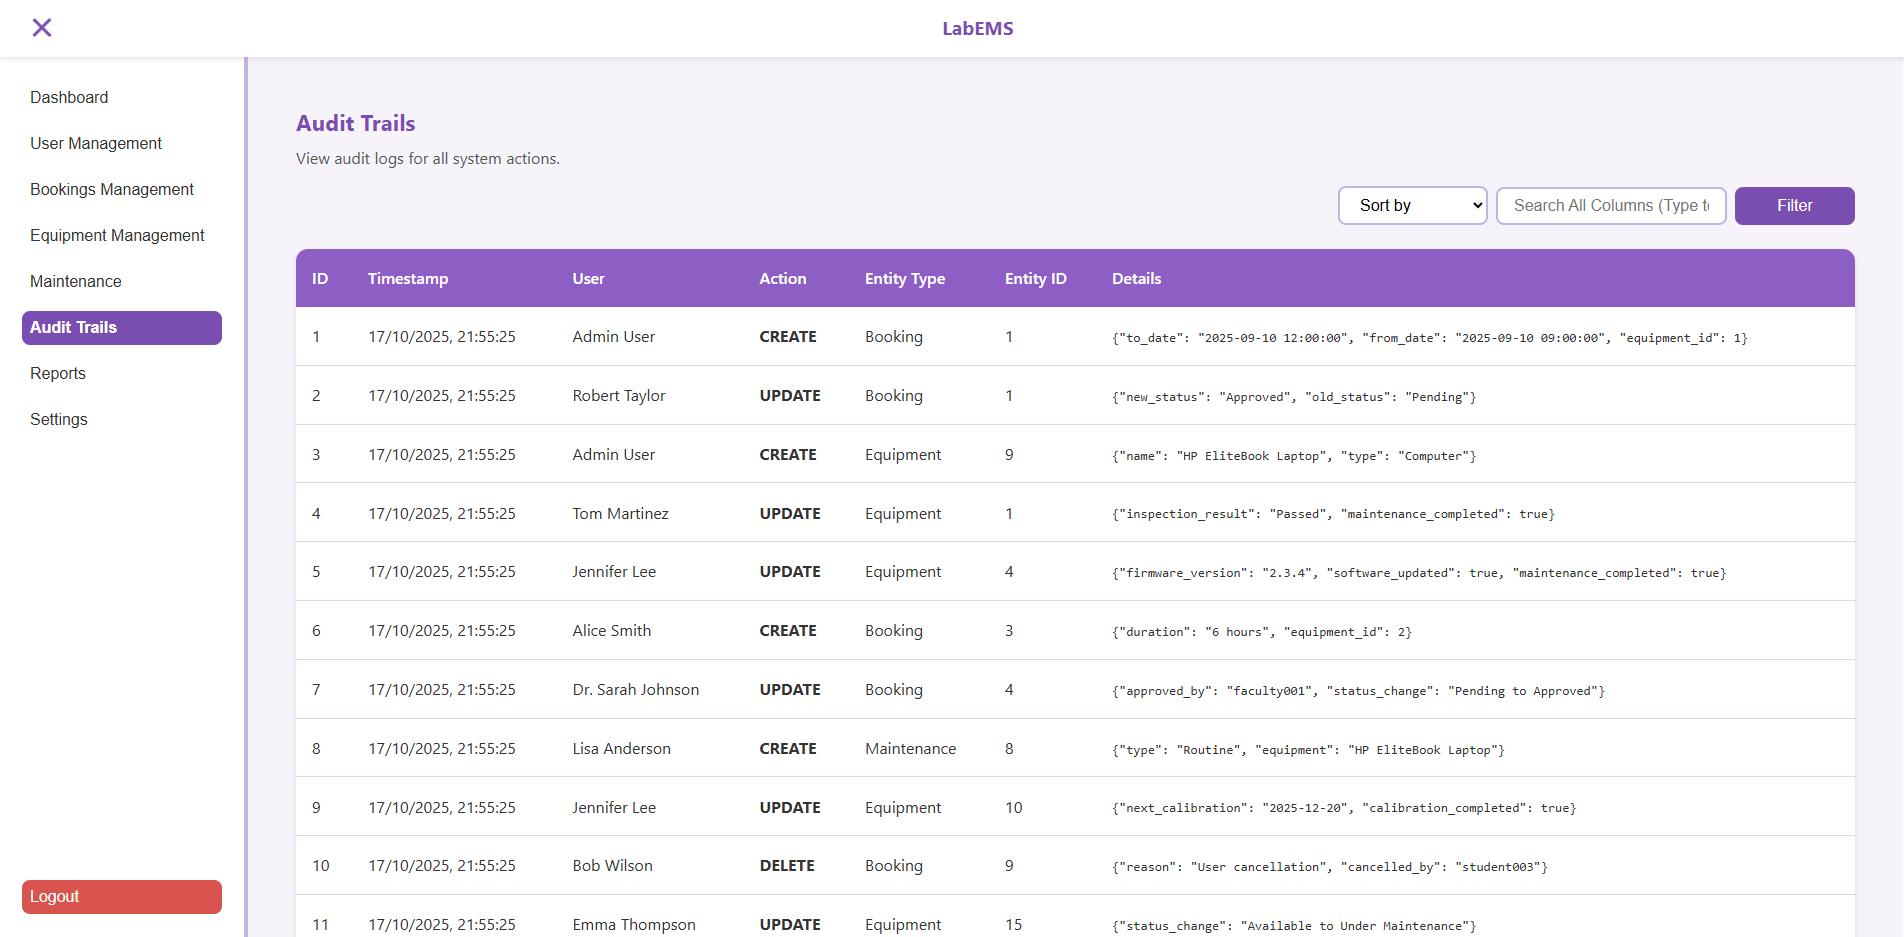 LabEMS
Dashboard
User Management
Bookings Management
Equipment Management
Maintenance
Audit Trails
Reports
Settings
Logout
Audit Trails
View audit logs for all system actions.
Sort by
Search All Columns (Type to
Filter
ID Timestamp User Action Entity Type Entity ID Details
1 17/10/2025, 21:55:25 Admin User CREATE Booking 1 {"to_date": "2025-09-10 12:00:00", "from_date": "2025-09-10 09:00:00", "equipment_id": 1}
2 17/10/2025, 21:55:25 Robert Taylor UPDATE Booking 1 {"new_status": "Approved", "old_status": "Pending"}
3 17/10/2025, 21:55:25 Admin User CREATE Equipment 9 {"name": "HP EliteBook Laptop", "type": "Computer"}
4 17/10/2025, 21:55:25 Tom Martinez UPDATE Equipment 1 {"inspection_result": "Passed", "maintenance_completed": true}
5 17/10/2025, 21:55:25 Jennifer Lee UPDATE Equipment 4 {"firmware_version": "2.3.4", "software_updated": true, "maintenance_completed": true}
6 17/10/2025, 21:55:25 Alice Smith CREATE Booking 3 {"duration": "6 hours", "equipment_id": 2}
7 17/10/2025, 21:55:25 Dr. Sarah Johnson UPDATE Booking 4 {"approved_by": "faculty001", "status_change": "Pending to Approved"}
8 17/10/2025, 21:55:25 Lisa Anderson CREATE Maintenance 8 {"type": "Routine", "equipment": "HP EliteBook Laptop"}
9 17/10/2025, 21:55:25 Jennifer Lee UPDATE Equipment 10 {"next_calibration": "2025-12-20", "calibration_completed": true}
10 17/10/2025, 21:55:25 Bob Wilson DELETE Booking 9 {"reason": "User cancellation", "cancelled_by": "student003"}
11 17/10/2025, 21:55:25 Emma Thompson UPDATE Equipment 15 {"status_change": "Available to Under Maintenance"}